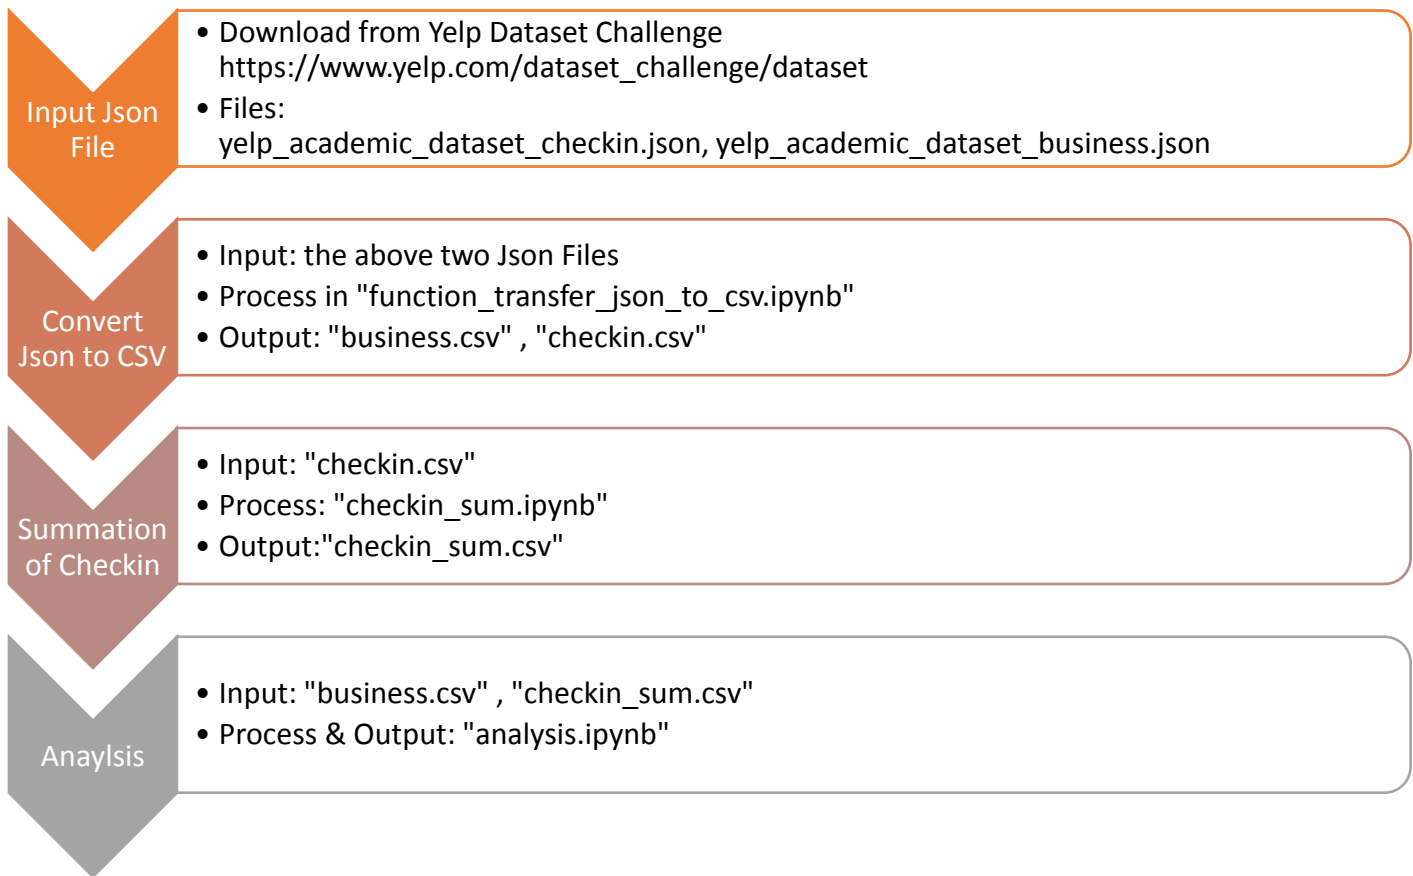 Input Json
File
• Download from Yelp Dataset Challenge
https://www.yelp.com/dataset_challenge/dataset
• Files:
yelp_academic_dataset_checkin.json, yelp_academic_dataset_business.json
Convert
Json to CSV
• Input: the above two Json Files
• Process in "function_transfer_json_to_csv.ipynb"
• Output: "business.csv" , "checkin.csv"
Summation
of Checkin
• Input: "checkin.csv"
• Process: "checkin_sum.ipynb"
• Output:"checkin_sum.csv"
Anaylsis
• Input: "business.csv" , "checkin_sum.csv"
• Process & Output: "analysis.ipynb"